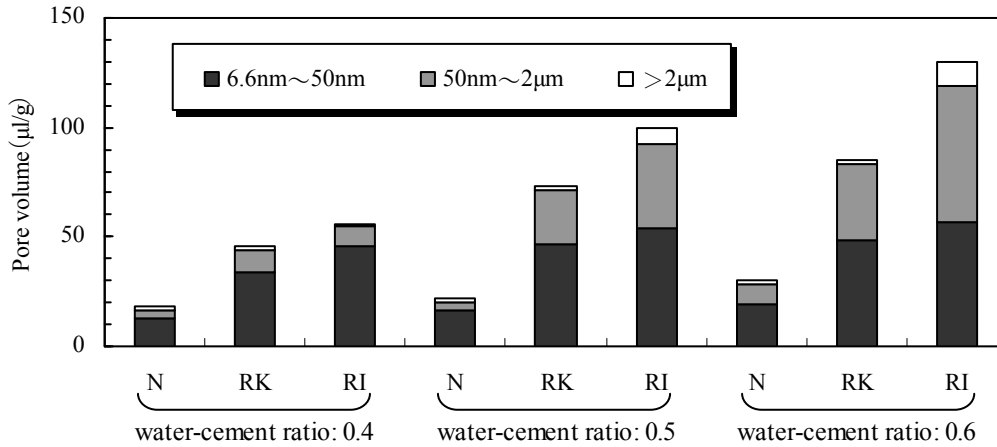 150
6.6nm～50nm 50nm～2μm ＞2μm
100
50
0
Pore volume(μl/g)
N RK RI N RK RI N RK RI
water-cement ratio: 0.4 water-cement ratio: 0.5 water-cement ratio: 0.6